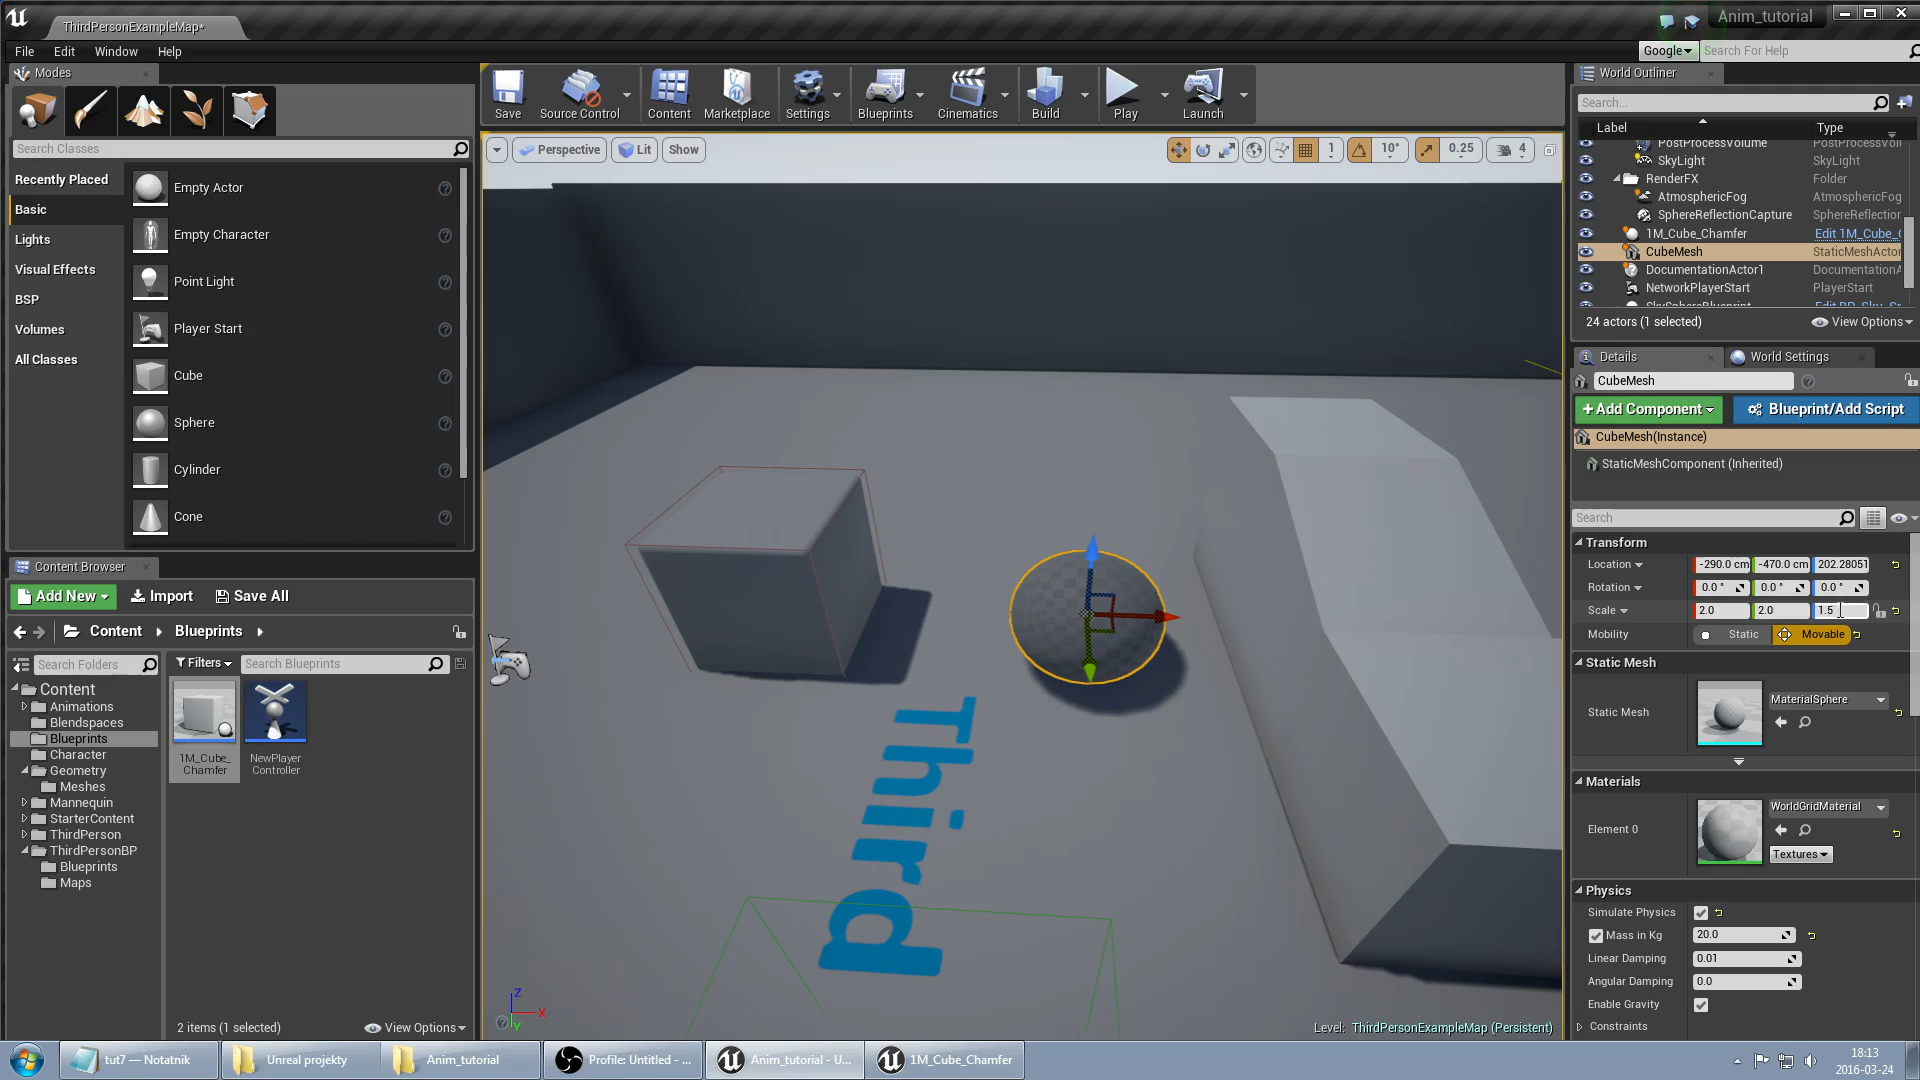 ThirdPersonExampleMap*
Anim_tutorial
File Edit Window Help
Google Search For Help
Modes
World Outliner
Save Source Control Content Marketplace Settings Blueprints Cinematics Build Play Launch
Search...
Search Classes
Label Type
Perspective Lit Show
1 10° 0.25 4
PostProcessVolume PostProcessVol
SkyLight SkyLight
RenderFX Folder
AtmosphericFog AtmosphericFog
SphereReflectionCapture SphereReflection
1M_Cube_Chamfer Edit 1M_Cube_C
CubeMesh StaticMeshActor
DocumentationActor1 DocumentationA
NetworkPlayerStart PlayerStart
24 actors (1 selected) View Options
Recently Placed
Basic
Lights
Visual Effects
BSP
Volumes
All Classes
Empty Actor
Empty Character
Point Light
Player Start
Cube
Sphere
Cylinder
Cone
Details World Settings
CubeMesh
+Add Component Blueprint/Add Script
CubeMesh(Instance)
StaticMeshComponent (Inherited)
Search
Transform
Location -290.0 cm -470.0 cm 202.28051
Rotation 0.0 ° 0.0 ° 0.0 °
Scale 2.0 2.0 1.5
Mobility Static Movable
Static Mesh
Static Mesh MaterialSphere
Materials
Element 0 WorldGridMaterial
Textures
Physics
Simulate Physics
Mass in Kg 20.0
Linear Damping 0.01
Angular Damping 0.0
Enable Gravity
Constraints
Content Browser
Add New Import Save All
Content Blueprints
Search Folders Filters Search Blueprints
Content
Animations
Blendspaces
Blueprints
Character
Geometry
Meshes
Mannequin
StarterContent
ThirdPerson
ThirdPersonBP
Blueprints
Maps
1M_Cube_
Chamfer
NewPlayer
Controller
2 items (1 selected) View Options
Third
Z
X
Y
Level: ThirdPersonExampleMap (Persistent)
tut7 — Notatnik Unreal projekty Anim_tutorial Profile: Untitled - ... Anim_tutorial - U... 1M_Cube_Chamfer
18:13
2016-03-24